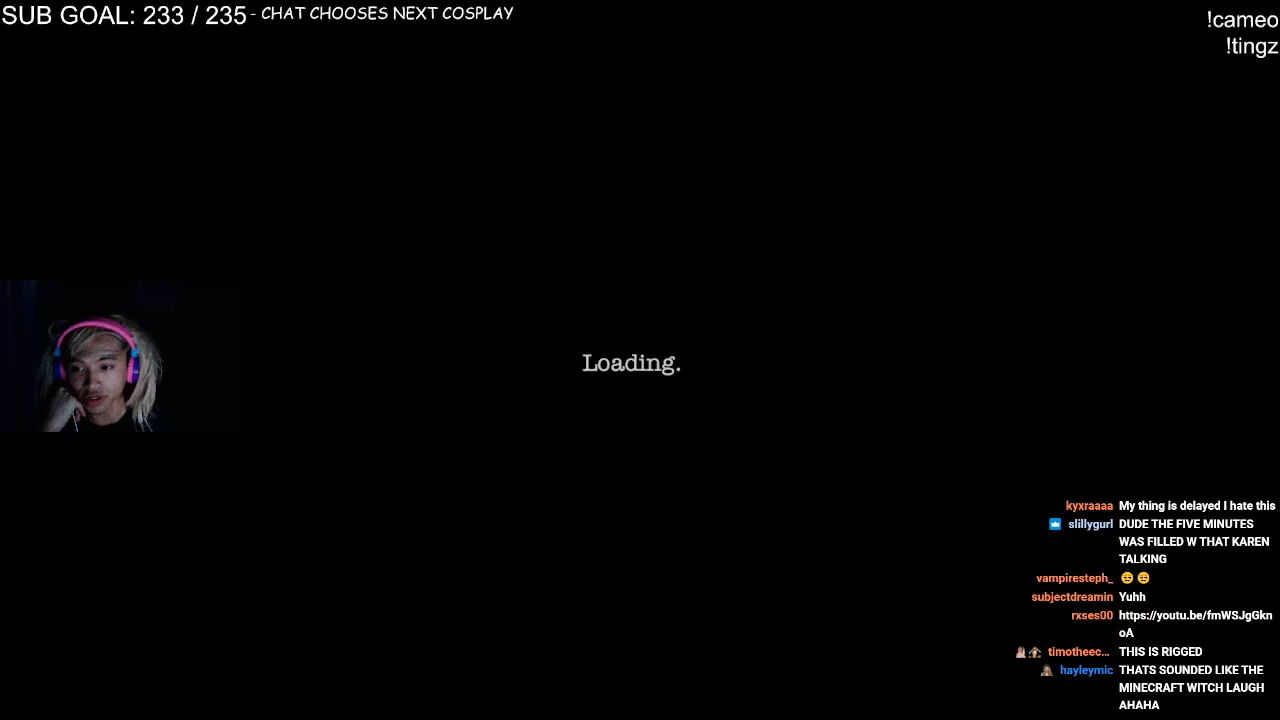 SUB GOAL: 233 / 235 - CHAT CHOOSES NEXT COSPLAY
!cameo
!tingz
Loading.
kyxraaaa My thing is delayed I hate this
slillygurl DUDE THE FIVE MINUTES
WAS FILLED W THAT KAREN
TALKING
vampiresteph_ 😔😔
subjectdreamin Yuhh
rxses00 https://youtu.be/fmWSJgGkn
oA
timotheec... THIS IS RIGGED
hayleymic THATS SOUNDED LIKE THE
MINECRAFT WITCH LAUGH
AHAHA